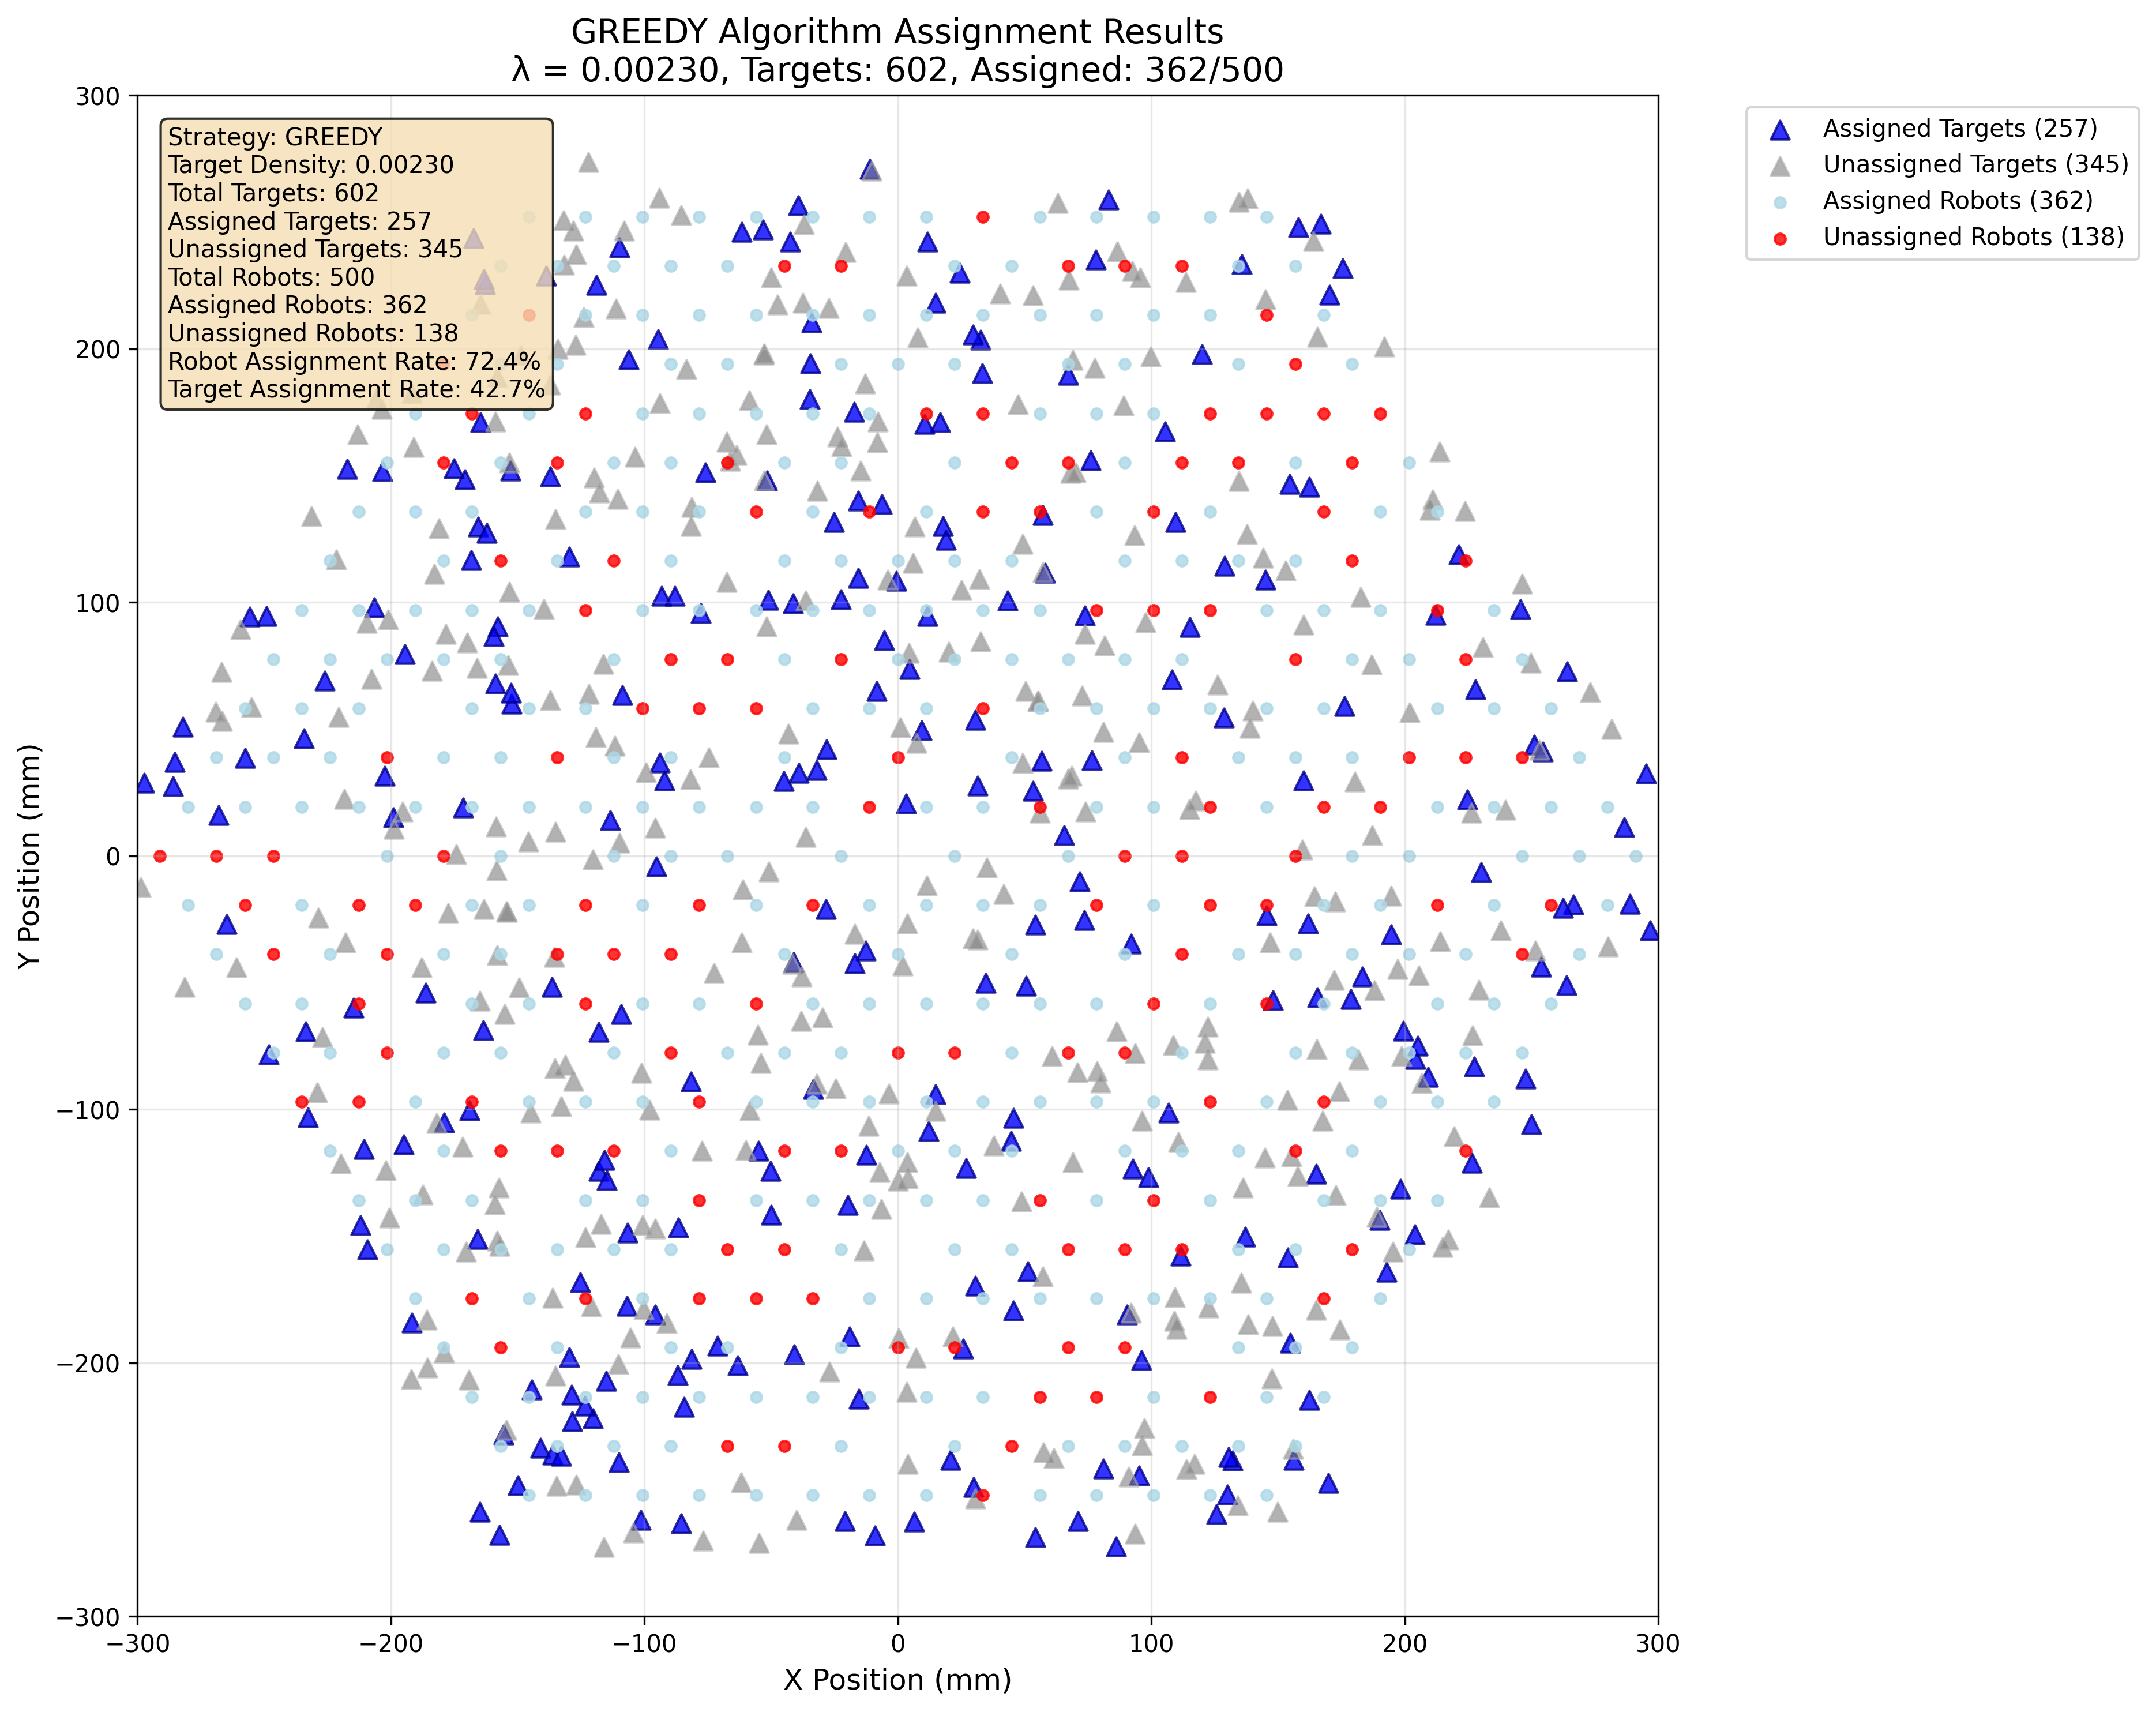 GREEDY Algorithm Assignment Results
λ = 0.00230, Targets: 602, Assigned: 362/500
Strategy: GREEDY
Target Density: 0.00230
Total Targets: 602
Assigned Targets: 257
Unassigned Targets: 345
Total Robots: 500
Assigned Robots: 362
Unassigned Robots: 138
Robot Assignment Rate: 72.4%
Target Assignment Rate: 42.7%
Assigned Targets (257)
Unassigned Targets (345)
Assigned Robots (362)
Unassigned Robots (138)
Y Position (mm)
300
200
100
0
−100
−200
−300
−300
−200
−100
0
100
200
300
X Position (mm)